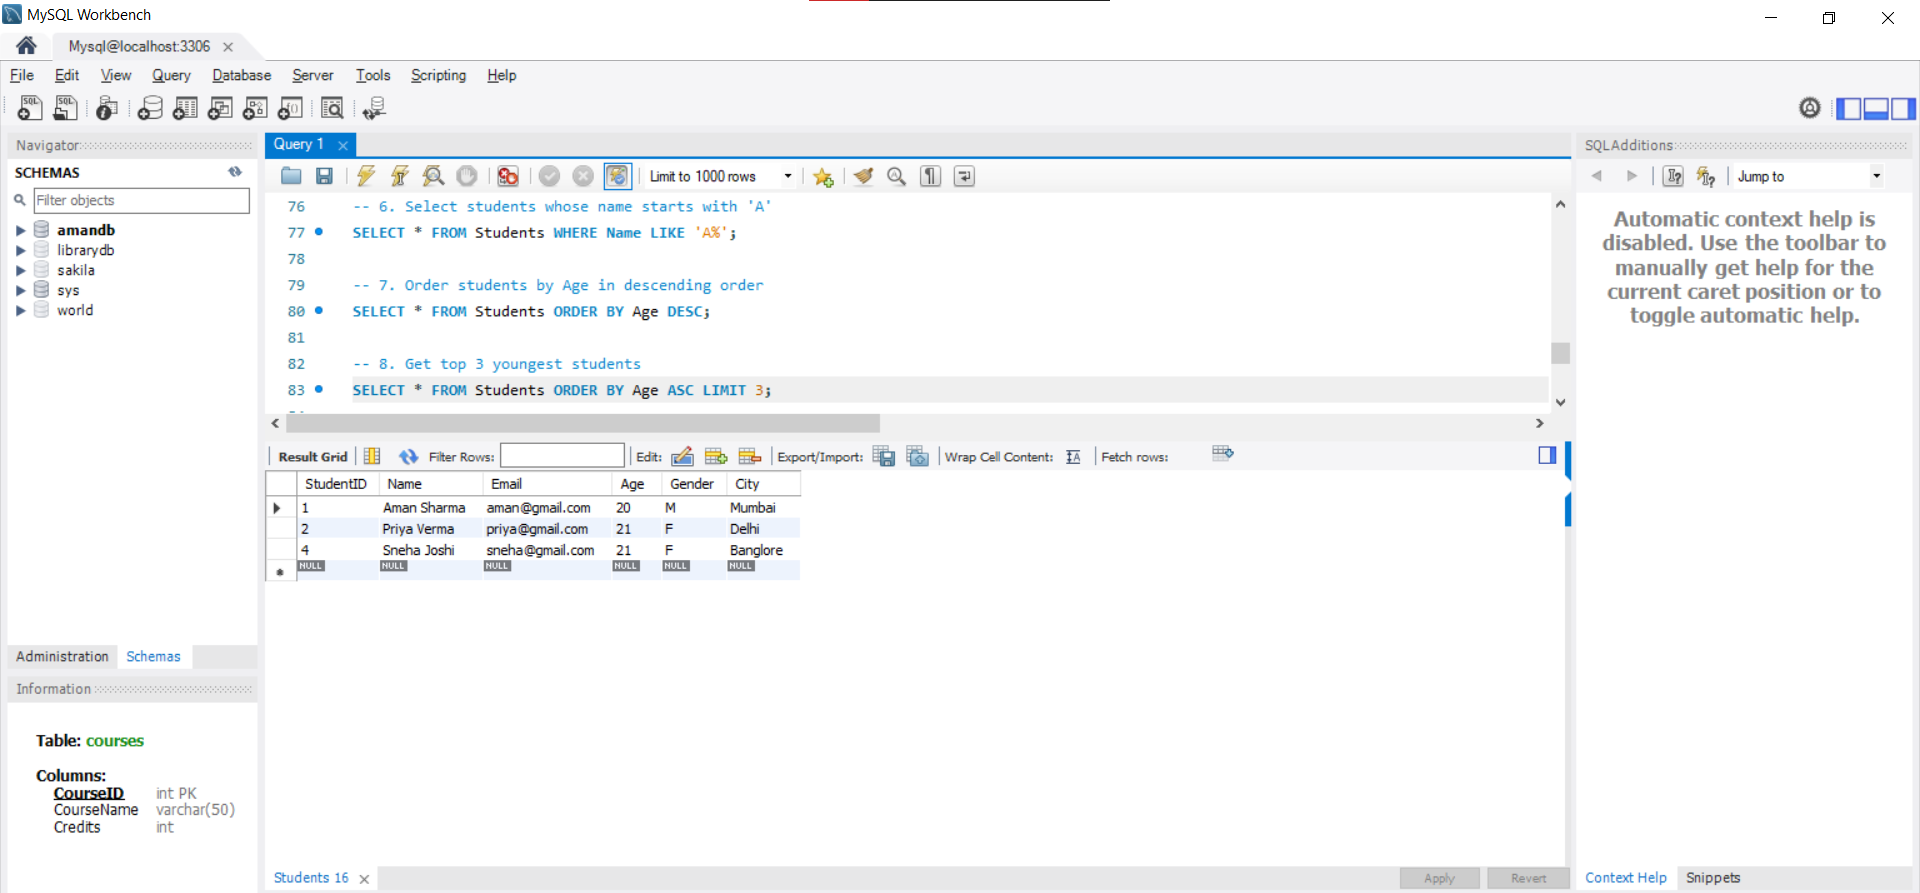 MySQL Workbench
Mysql@localhost:3306
File Edit View Query Database Server Tools Scripting Help
Navigator
SCHEMAS
Filter objects
amandb
librarydb
sakila
sys
world
Administration Schemas
Information
Table: courses
Columns:
CourseID int PK
CourseName varchar(50)
Credits int
Query 1
Limit to 1000 rows
76 -- 6. Select students whose name starts with 'A'
77 SELECT * FROM Students WHERE Name LIKE 'A%';
78
79 -- 7. Order students by Age in descending order
80 SELECT * FROM Students ORDER BY Age DESC;
81
82 -- 8. Get top 3 youngest students
83 SELECT * FROM Students ORDER BY Age ASC LIMIT 3;
Result Grid Filter Rows: Edit: Export/Import: Wrap Cell Content: Fetch rows:
StudentID Name Email Age Gender City
1 Aman Sharma aman@gmail.com 20 M Mumbai
2 Priya Verma priya@gmail.com 21 F Delhi
4 Sneha Joshi sneha@gmail.com 21 F Banglore
NULL NULL NULL NULL NULL NULL
Students 16
Apply Revert
SQLAdditions
Jump to
Automatic context help is
disabled. Use the toolbar to
manually get help for the
current caret position or to
toggle automatic help.
Context Help Snippets